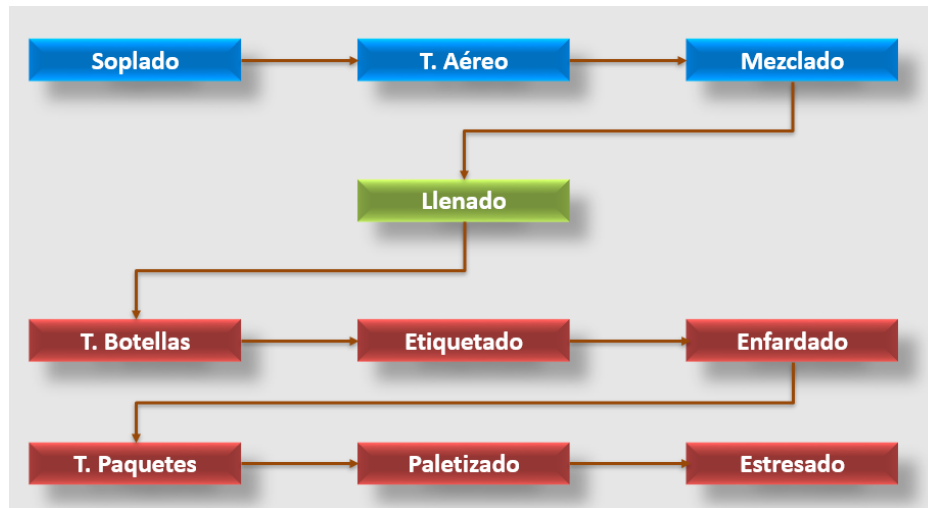 Soplado
T. Aéreo
Mezclado
Llenado
T. Botellas
Etiquetado
Enfardado
T. Paquetes
Paletizado
Estresado